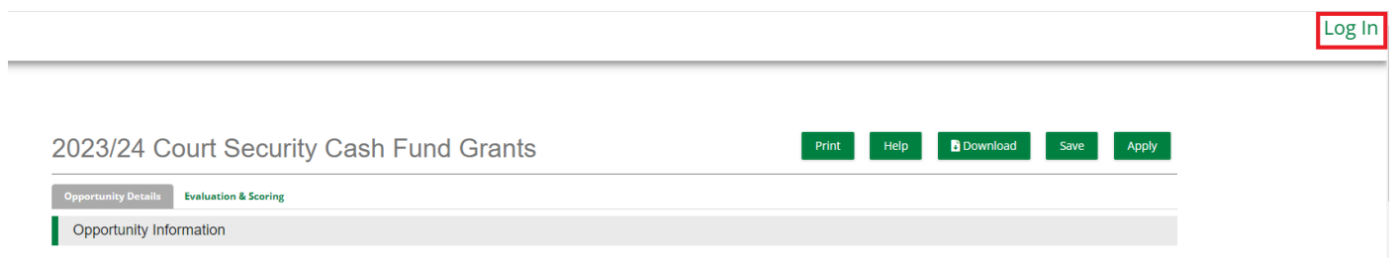 Log In
2023/24 Court Security Cash Fund Grants
Print Help Download Save Apply
Opportunity Details Evaluation & Scoring
Opportunity Information